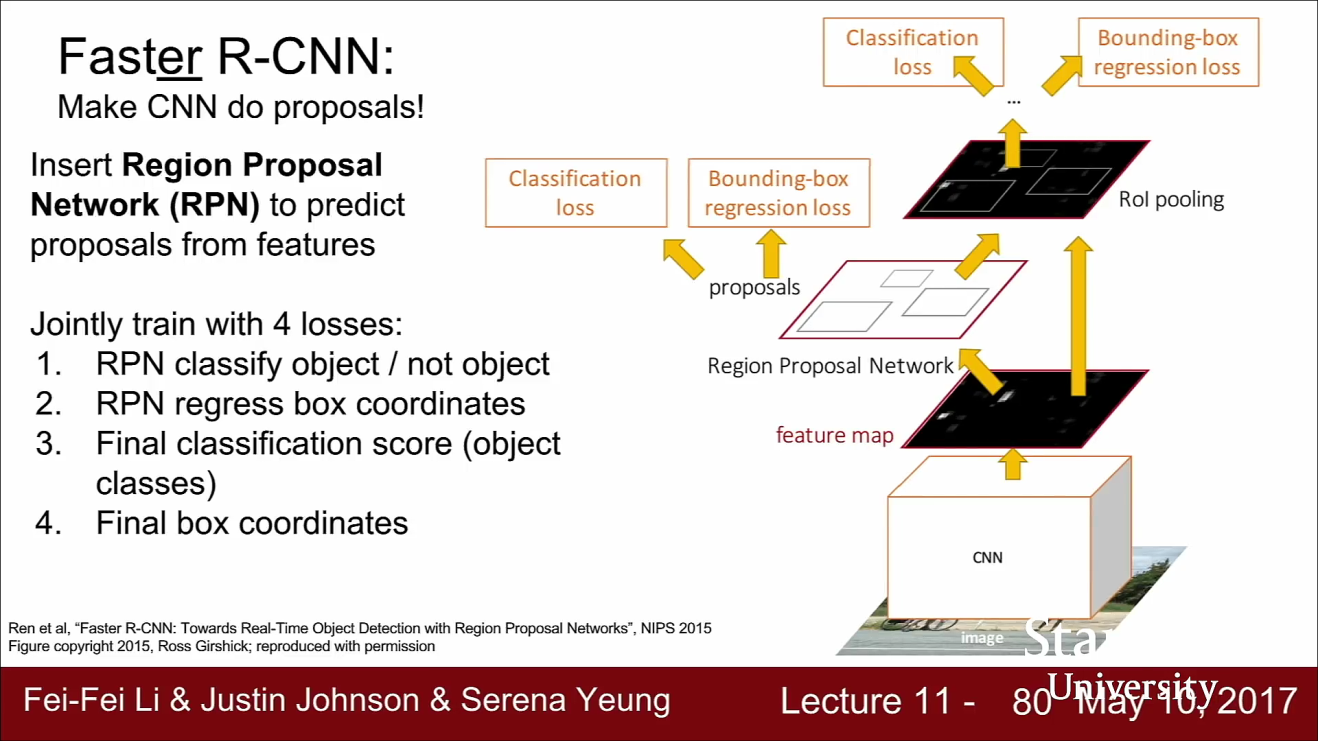 Faster R-CNN:
Make CNN do proposals!
Insert Region Proposal
Network (RPN) to predict
proposals from features
Jointly train with 4 losses:
1. RPN classify object / not object
2. RPN regress box coordinates
3. Final classification score (object
classes)
4. Final box coordinates
Classification
loss
Bounding-box
regression loss
...
Classification
loss
Bounding-box
regression loss
RoI pooling
proposals
Region Proposal Network
feature map
CNN
image
Ren et al, “Faster R-CNN: Towards Real-Time Object Detection with Region Proposal Networks”, NIPS 2015
Figure copyright 2015, Ross Girshick; reproduced with permission
Fei-Fei Li & Justin Johnson & Serena Yeung
Lecture 11 - 80 May 10, 2017
University